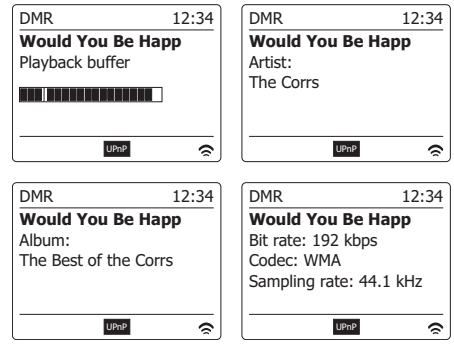 DMR 12:34
Would You Be Happ
Playback buffer
UPnP
DMR 12:34
Would You Be Happ
Artist:
The Corrs
UPnP
DMR 12:34
Would You Be Happ
Album:
The Best of the Corrs
UPnP
DMR 12:34
Would You Be Happ
Bit rate: 192 kbps
Codec: WMA
Sampling rate: 44.1 kHz
UPnP